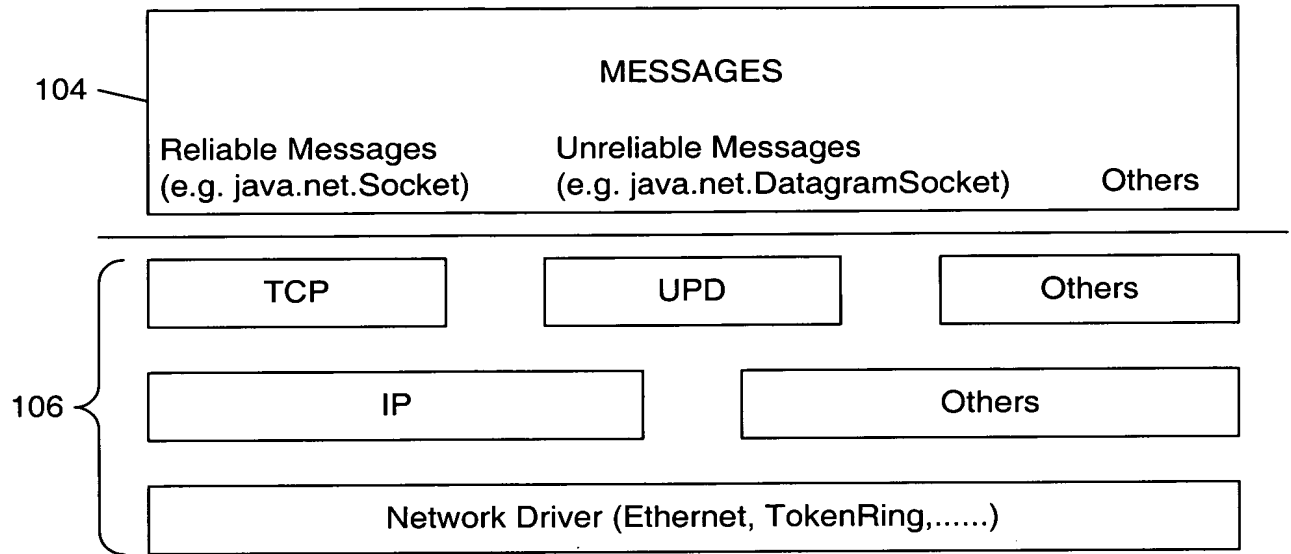 MESSAGES
104
Reliable Messages
(e.g. java.net.Socket)
Unreliable Messages
(e.g. java.net.DatagramSocket)
Others
TCP
UPD
Others
106
IP
Others
Network Driver (Ethernet, TokenRing,......)